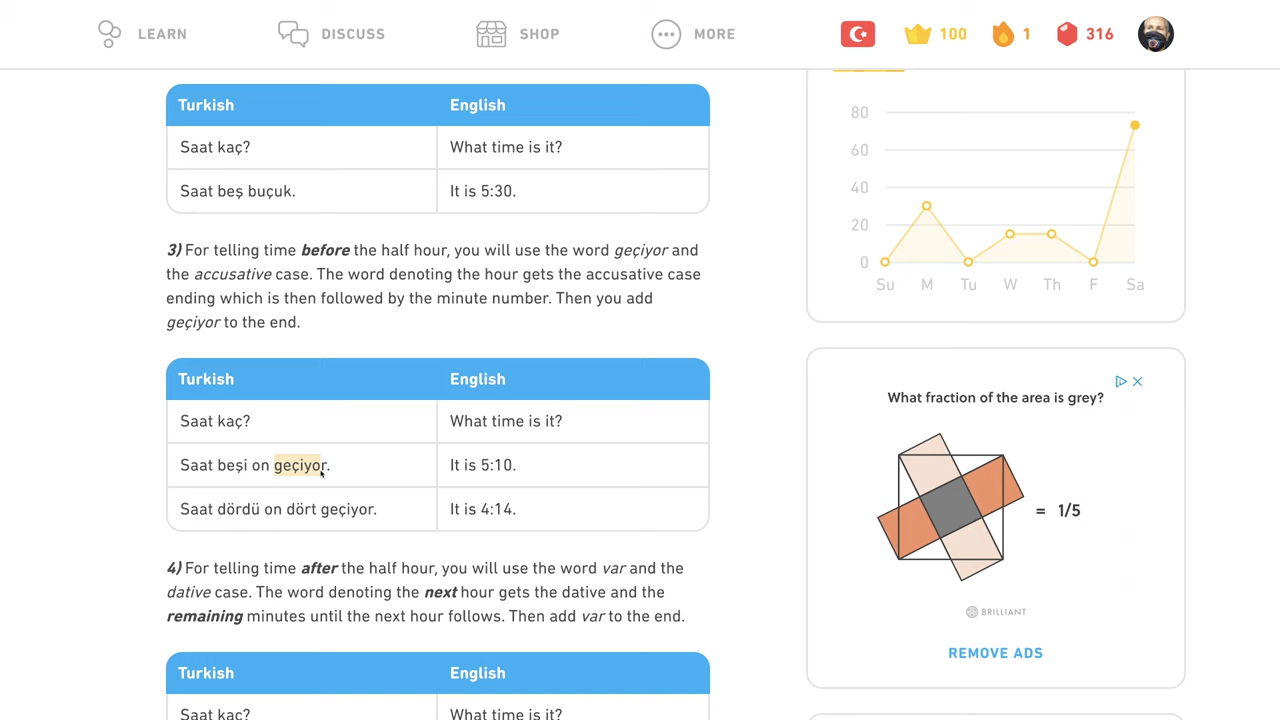 LEARN DISCUSS SHOP MORE 100 1 316
Turkish English
Saat kaç? What time is it?
Saat beş buçuk. It is 5:30.
3) For telling time before the half hour, you will use the word geçiyor and
the accusative case. The word denoting the hour gets the accusative case
ending which is then followed by the minute number. Then you add
geçiyor to the end.
Turkish English
Saat kaç? What time is it?
Saat beşi on geçiyor. It is 5:10.
Saat dördü on dört geçiyor. It is 4:14.
4) For telling time after the half hour, you will use the word var and the
dative case. The word denoting the next hour gets the dative and the
remaining minutes until the next hour follows. Then add var to the end.
Turkish English
Saat kaç? What time is it?
80
60
40
20
0
Su M Tu W Th F Sa
What fraction of the area is grey?
= 1/5
BRILLIANT
REMOVE ADS